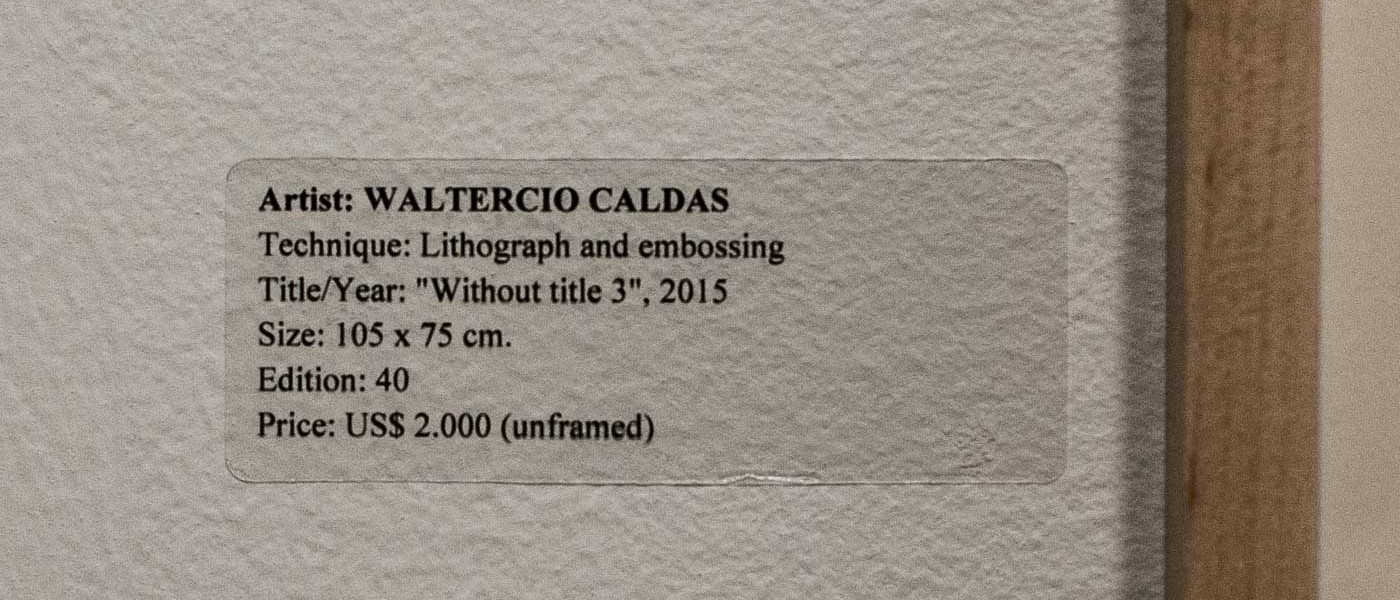 Artist: WALTERCIO CALDAS
Technique: Lithograph and embossing
Title/Year: "Without title 3", 2015
Size: 105 x 75 cm.
Edition: 40
Price: US$ 2.000 (unframed)